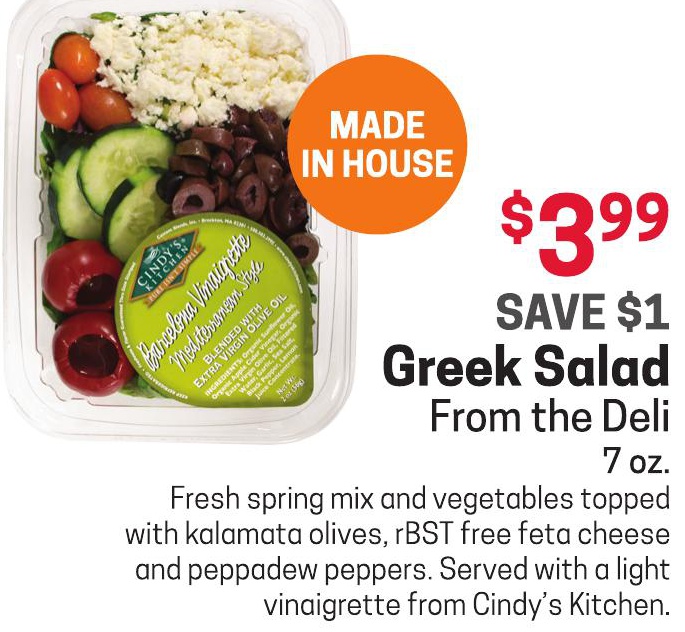 MADE
IN HOUSE
CINDY'S
KITCHEN
Barcelona Vinaigrette
Mediterranean Style
BLENDED WITH
EXTRA VIRGIN OLIVE OIL
$3.99
SAVE $1
Greek Salad
From the Deli
7 oz.
Fresh spring mix and vegetables topped
with kalamata olives, rBST free feta cheese
and peppadew peppers. Served with a light
vinaigrette from Cindy's Kitchen.